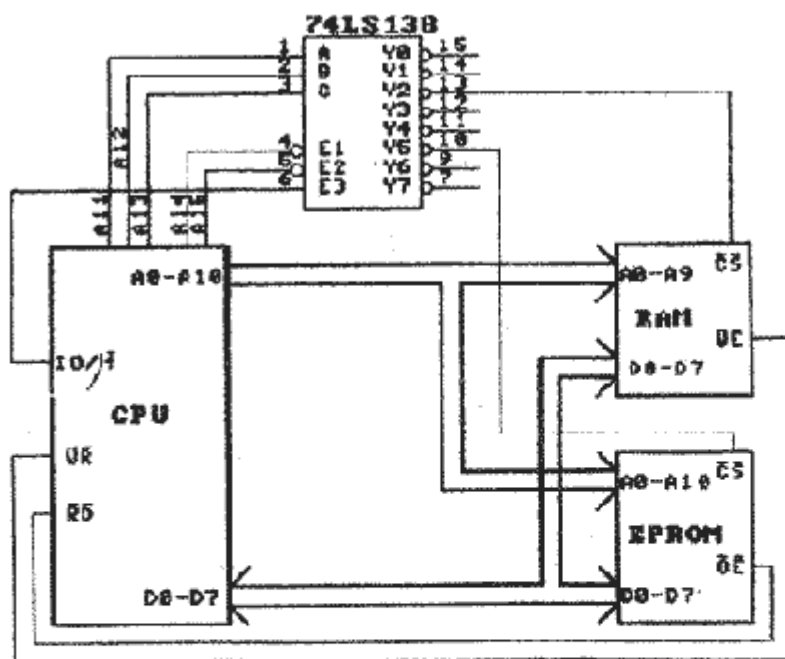 74LS138
1 A Y0 15
2 B Y1 14
3 C Y2 13
Y3 12
Y4 11
4 E1 Y5 10
5 E2 Y6 9
6 E3 Y7 7
A11
A12
A13
A14
A15
A0-A10
IO/
CPU
WR
RD
D0-D7
A0-A9
CS
RAM
WE
D0-D7
A0-A10
CS
EPROM
OE
D0-D7